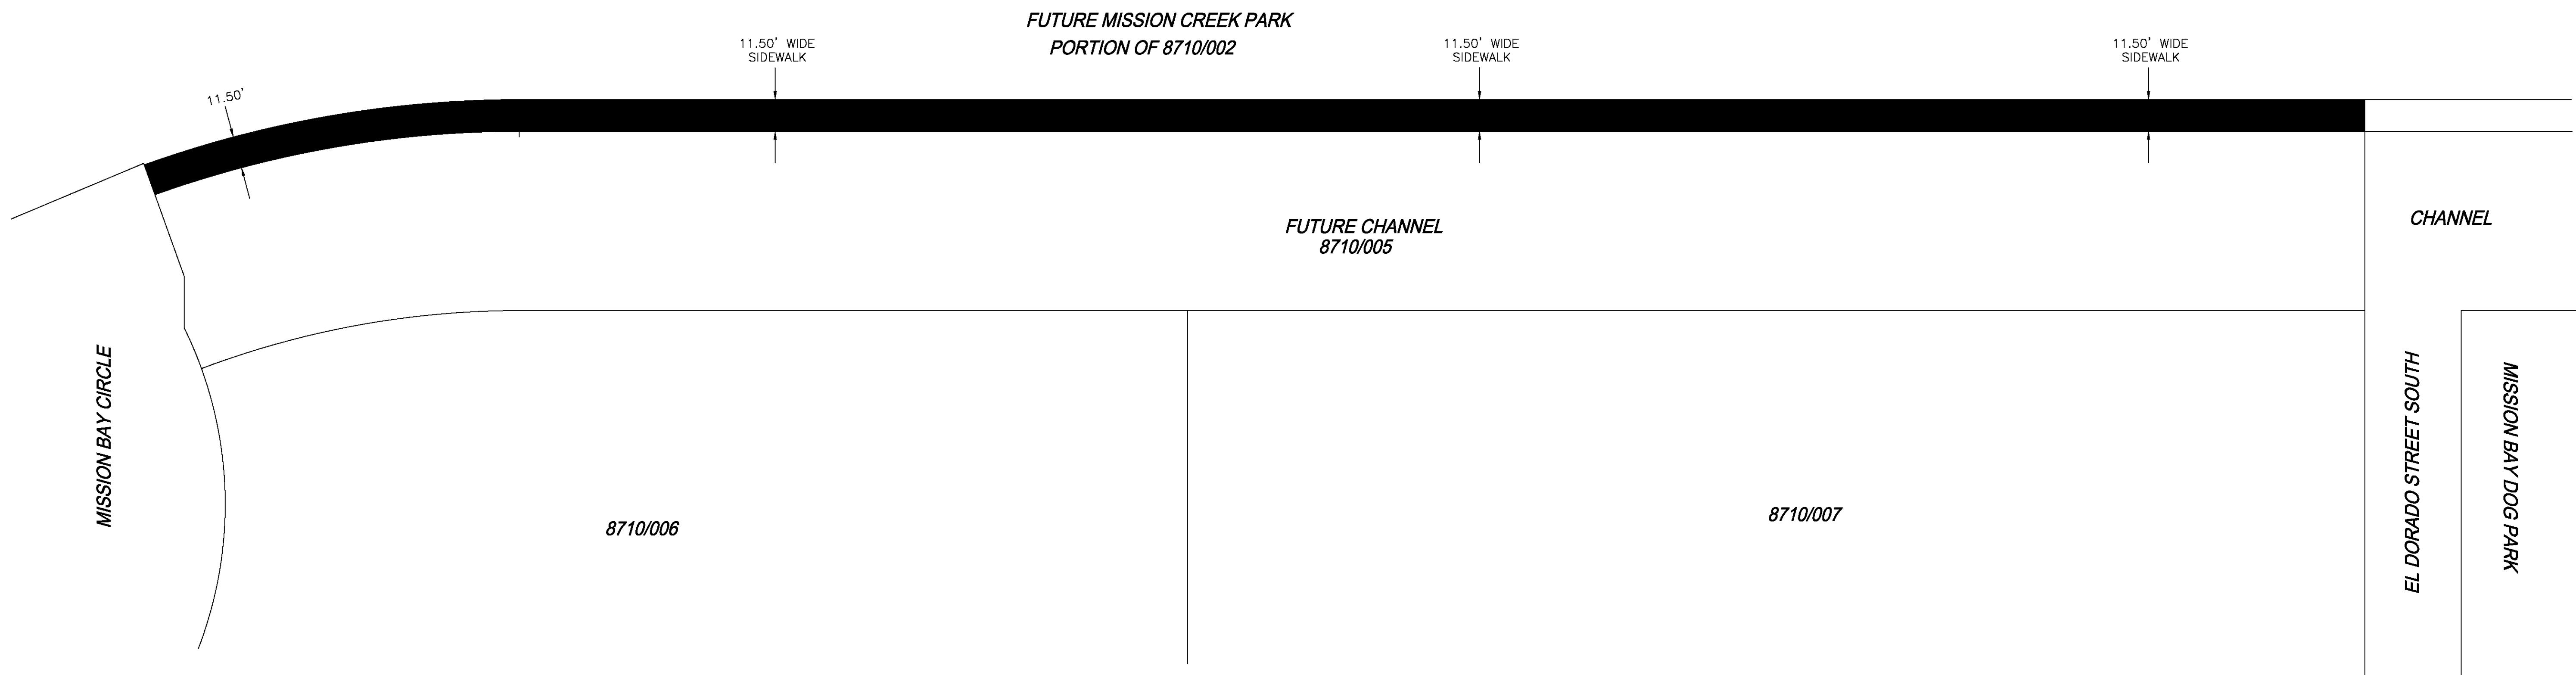 FUTURE MISSION CREEK PARK
PORTION OF 8710/002
11.50' WIDE
SIDEWALK
11.50' WIDE
SIDEWALK
11.50' WIDE
SIDEWALK
11.50'
FUTURE CHANNEL
8710/005
CHANNEL
MISSION BAY CIRCLE
8710/006
8710/007
EL DORADO STREET SOUTH
MISSION BAY DOG PARK